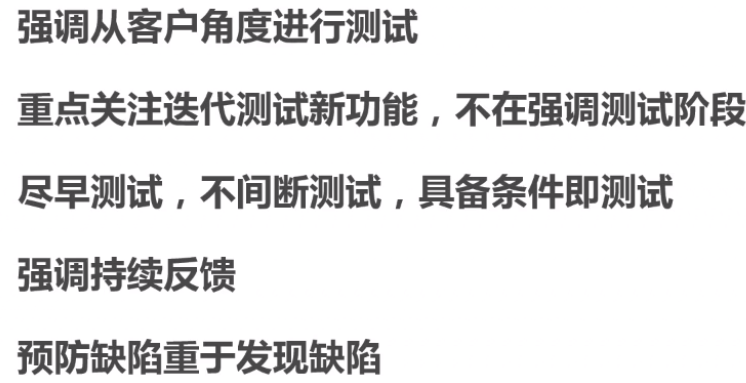 强调从客户角度进行测试
重点关注迭代测试新功能，不在强调测试阶段
尽早测试，不间断测试，具备条件即测试
强调持续反馈
预防缺陷重于发现缺陷